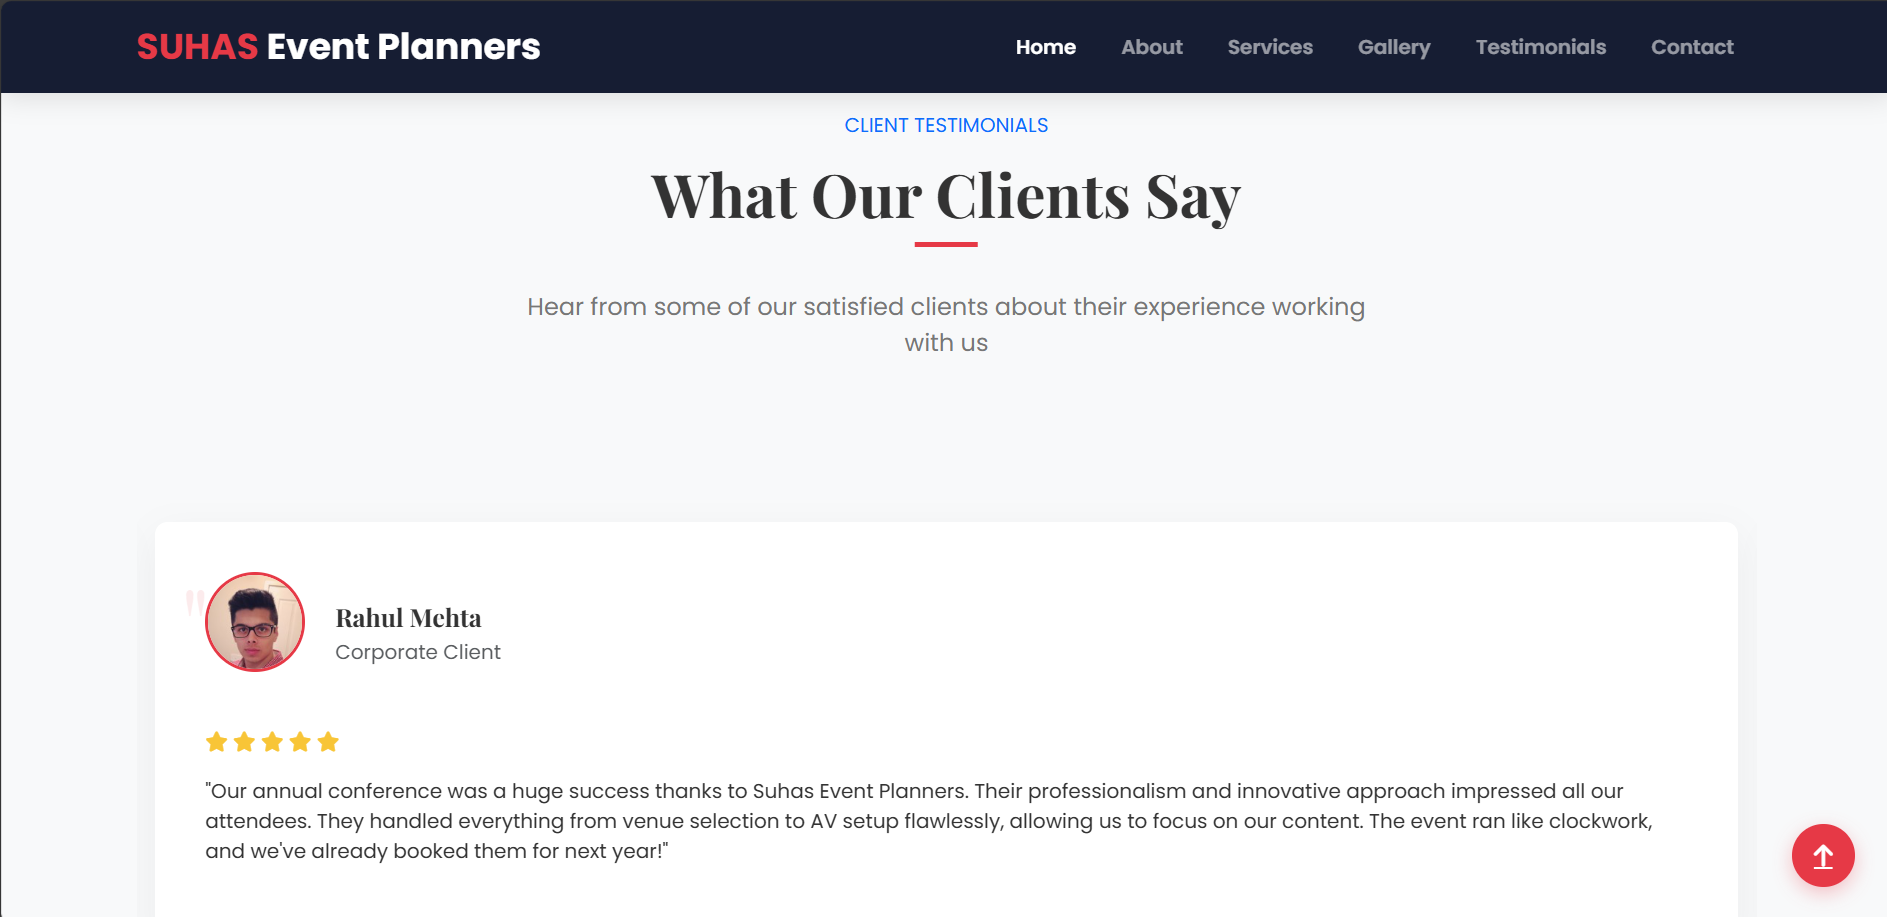 SUHAS Event Planners
Home About Services Gallery Testimonials Contact
CLIENT TESTIMONIALS
What Our Clients Say
Hear from some of our satisfied clients about their experience working
with us
"
Rahul Mehta
Corporate Client
"Our annual conference was a huge success thanks to Suhas Event Planners. Their professionalism and innovative approach impressed all our
attendees. They handled everything from venue selection to AV setup flawlessly, allowing us to focus on our content. The event ran like clockwork,
and we've already booked them for next year!"